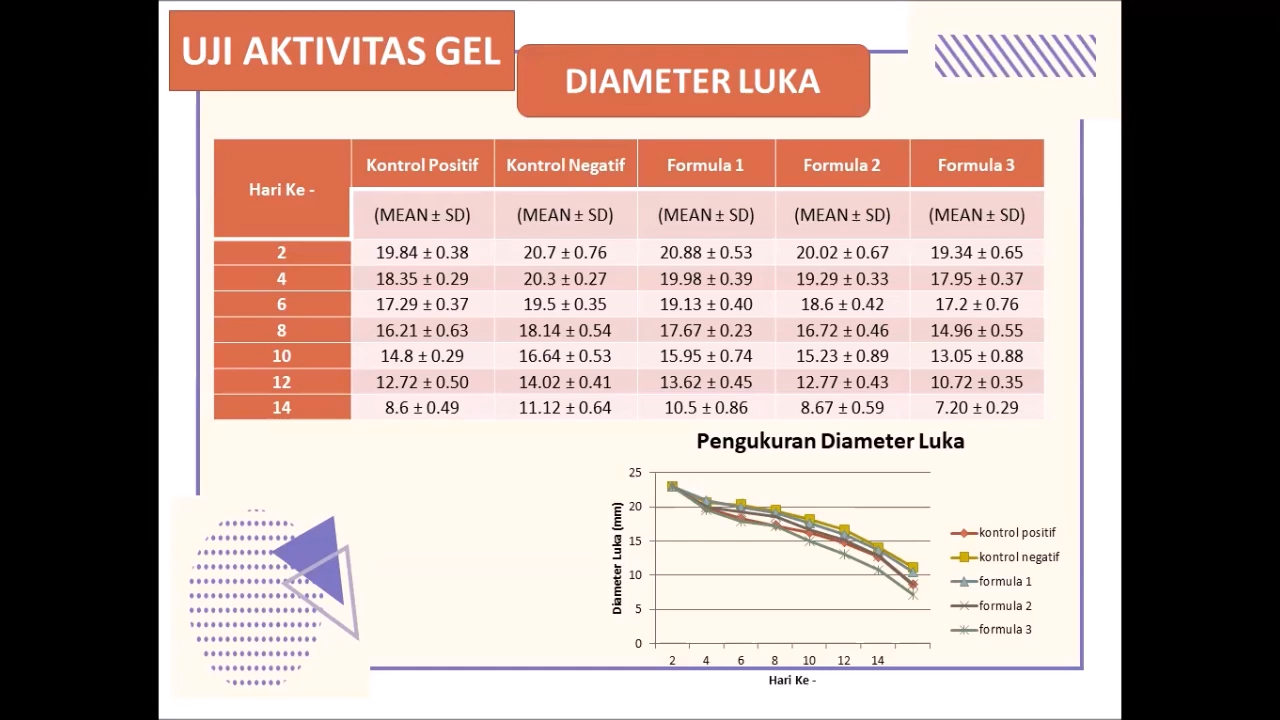 UJI AKTIVITAS GEL
DIAMETER LUKA
Hari Ke - Kontrol Positif Kontrol Negatif Formula 1 Formula 2 Formula 3
(MEAN ± SD) (MEAN ± SD) (MEAN ± SD) (MEAN ± SD) (MEAN ± SD)
2 19.84 ± 0.38 20.7 ± 0.76 20.88 ± 0.53 20.02 ± 0.67 19.34 ± 0.65
4 18.35 ± 0.29 20.3 ± 0.27 19.98 ± 0.39 19.29 ± 0.33 17.95 ± 0.37
6 17.29 ± 0.37 19.5 ± 0.35 19.13 ± 0.40 18.6 ± 0.42 17.2 ± 0.76
8 16.21 ± 0.63 18.14 ± 0.54 17.67 ± 0.23 16.72 ± 0.46 14.96 ± 0.55
10 14.8 ± 0.29 16.64 ± 0.53 15.95 ± 0.74 15.23 ± 0.89 13.05 ± 0.88
12 12.72 ± 0.50 14.02 ± 0.41 13.62 ± 0.45 12.77 ± 0.43 10.72 ± 0.35
14 8.6 ± 0.49 11.12 ± 0.64 10.5 ± 0.86 8.67 ± 0.59 7.20 ± 0.29
Pengukuran Diameter Luka
Diameter Luka (mm)
25
20
15
10
5
0
2 4 6 8 10 12 14
Hari Ke -
kontrol positif
kontrol negatif
formula 1
formula 2
formula 3